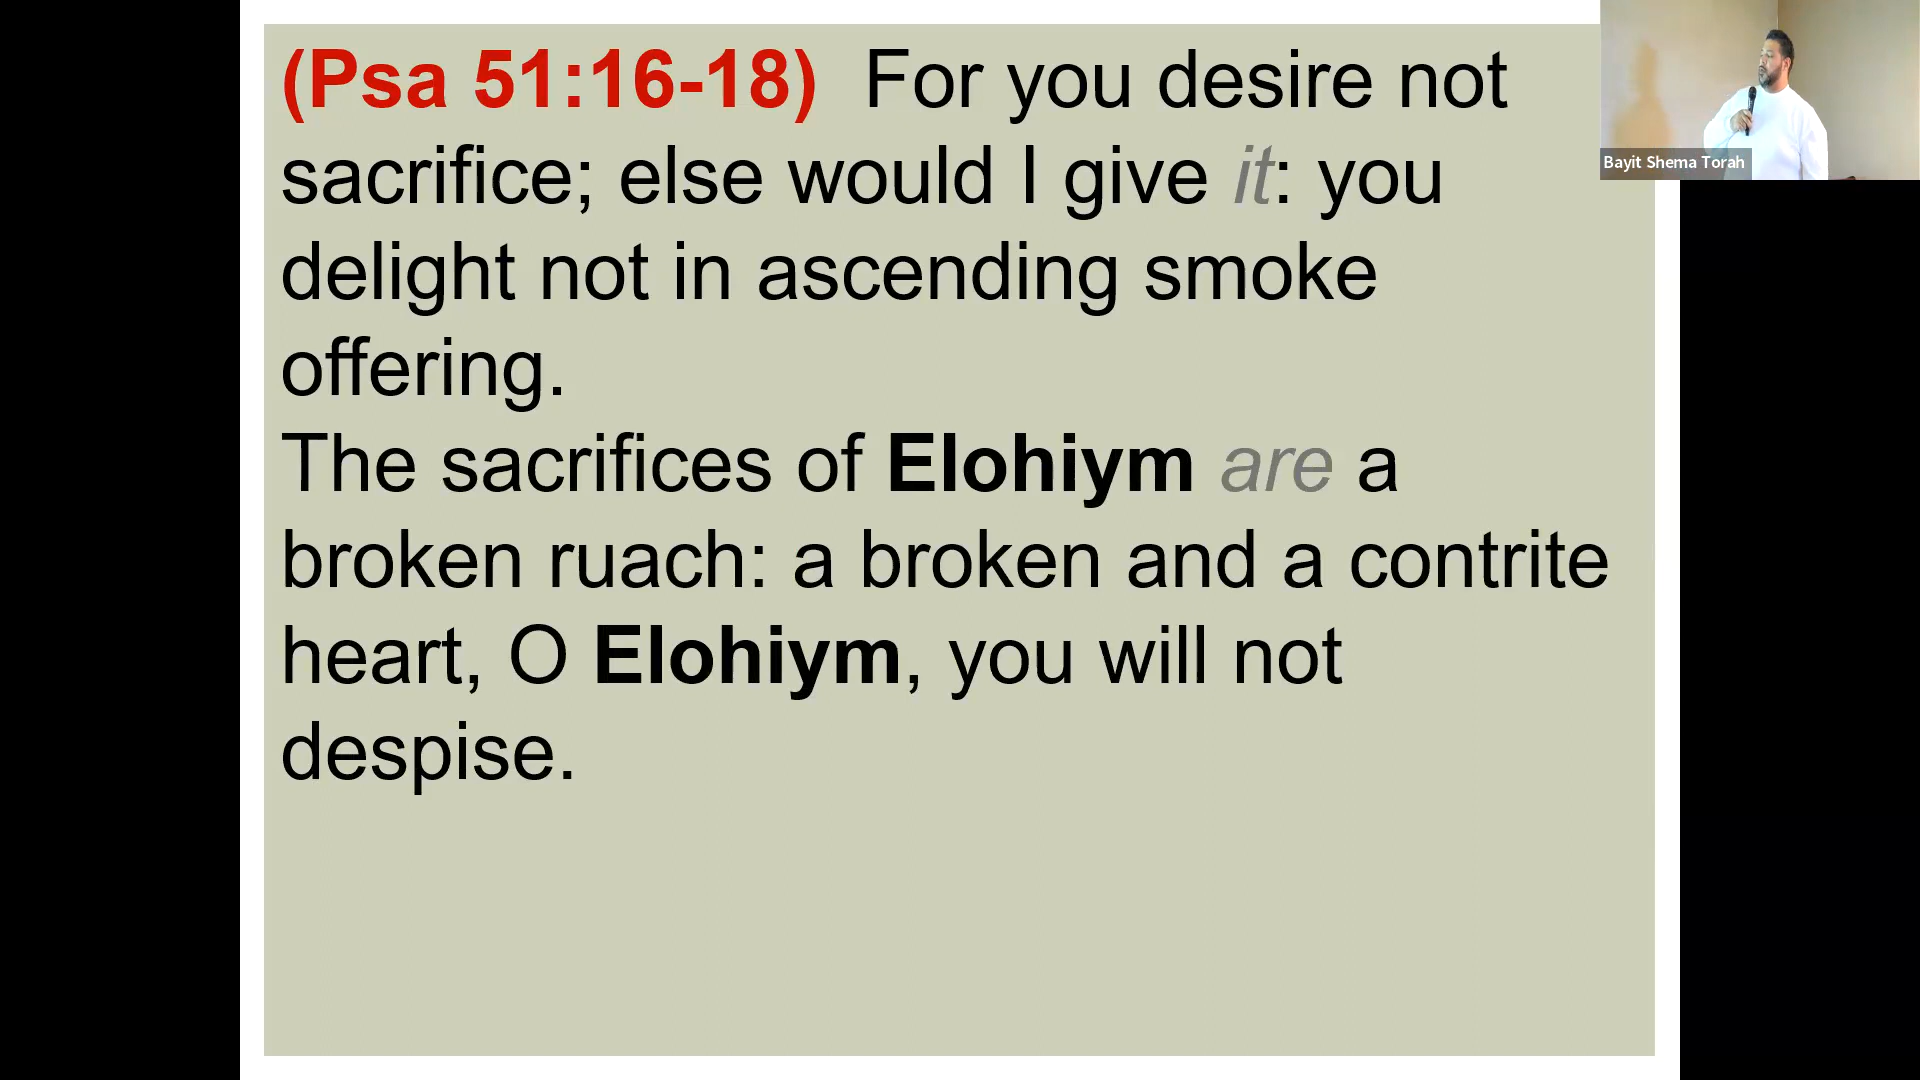 (Psa 51:16-18) For you desire not
sacrifice; else would I give it: you
delight not in ascending smoke
offering.
The sacrifices of Elohiym are a
broken ruach: a broken and a contrite
heart, O Elohiym, you will not
despise.
Bayit Shema Torah